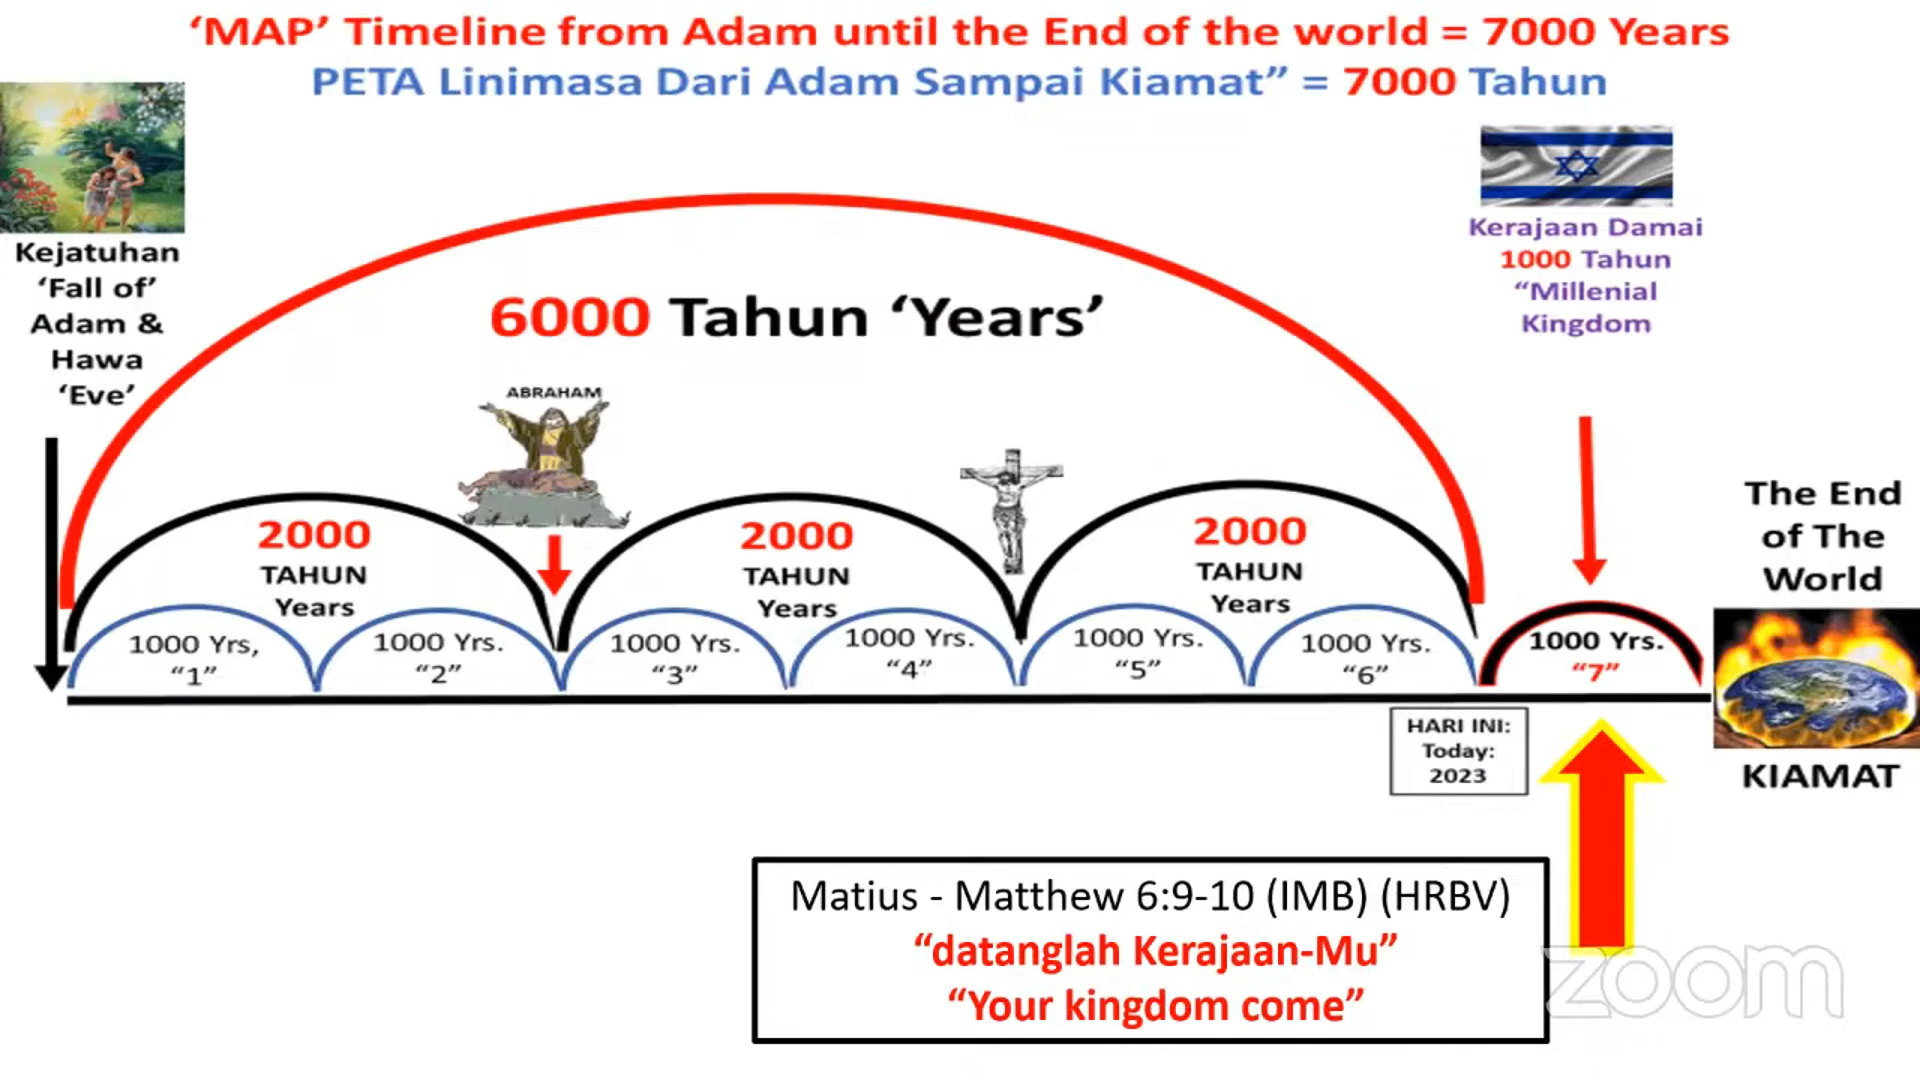 ‘MAP’ Timeline from Adam until the End of the world = 7000 Years
PETA Linimasa Dari Adam Sampai Kiamat” = 7000 Tahun
Kejatuhan
‘Fall of’
Adam &
Hawa
‘Eve’
6000 Tahun ‘Years’
Kerajaan Damai
1000 Tahun
“Millenial
Kingdom
ABRAHAM
2000
TAHUN
Years
2000
TAHUN
Years
2000
TAHUN
Years
1000 Yrs,
“1”
1000 Yrs.
“2”
1000 Yrs.
“3”
1000 Yrs.
“4”
1000 Yrs.
“5”
1000 Yrs.
“6”
1000 Yrs.
“7”
The End
of The
World
KIAMAT
HARI INI:
Today:
2023
Matius - Matthew 6:9-10 (IMB) (HRBV)
“datanglah Kerajaan-Mu”
“Your kingdom come”
zoom